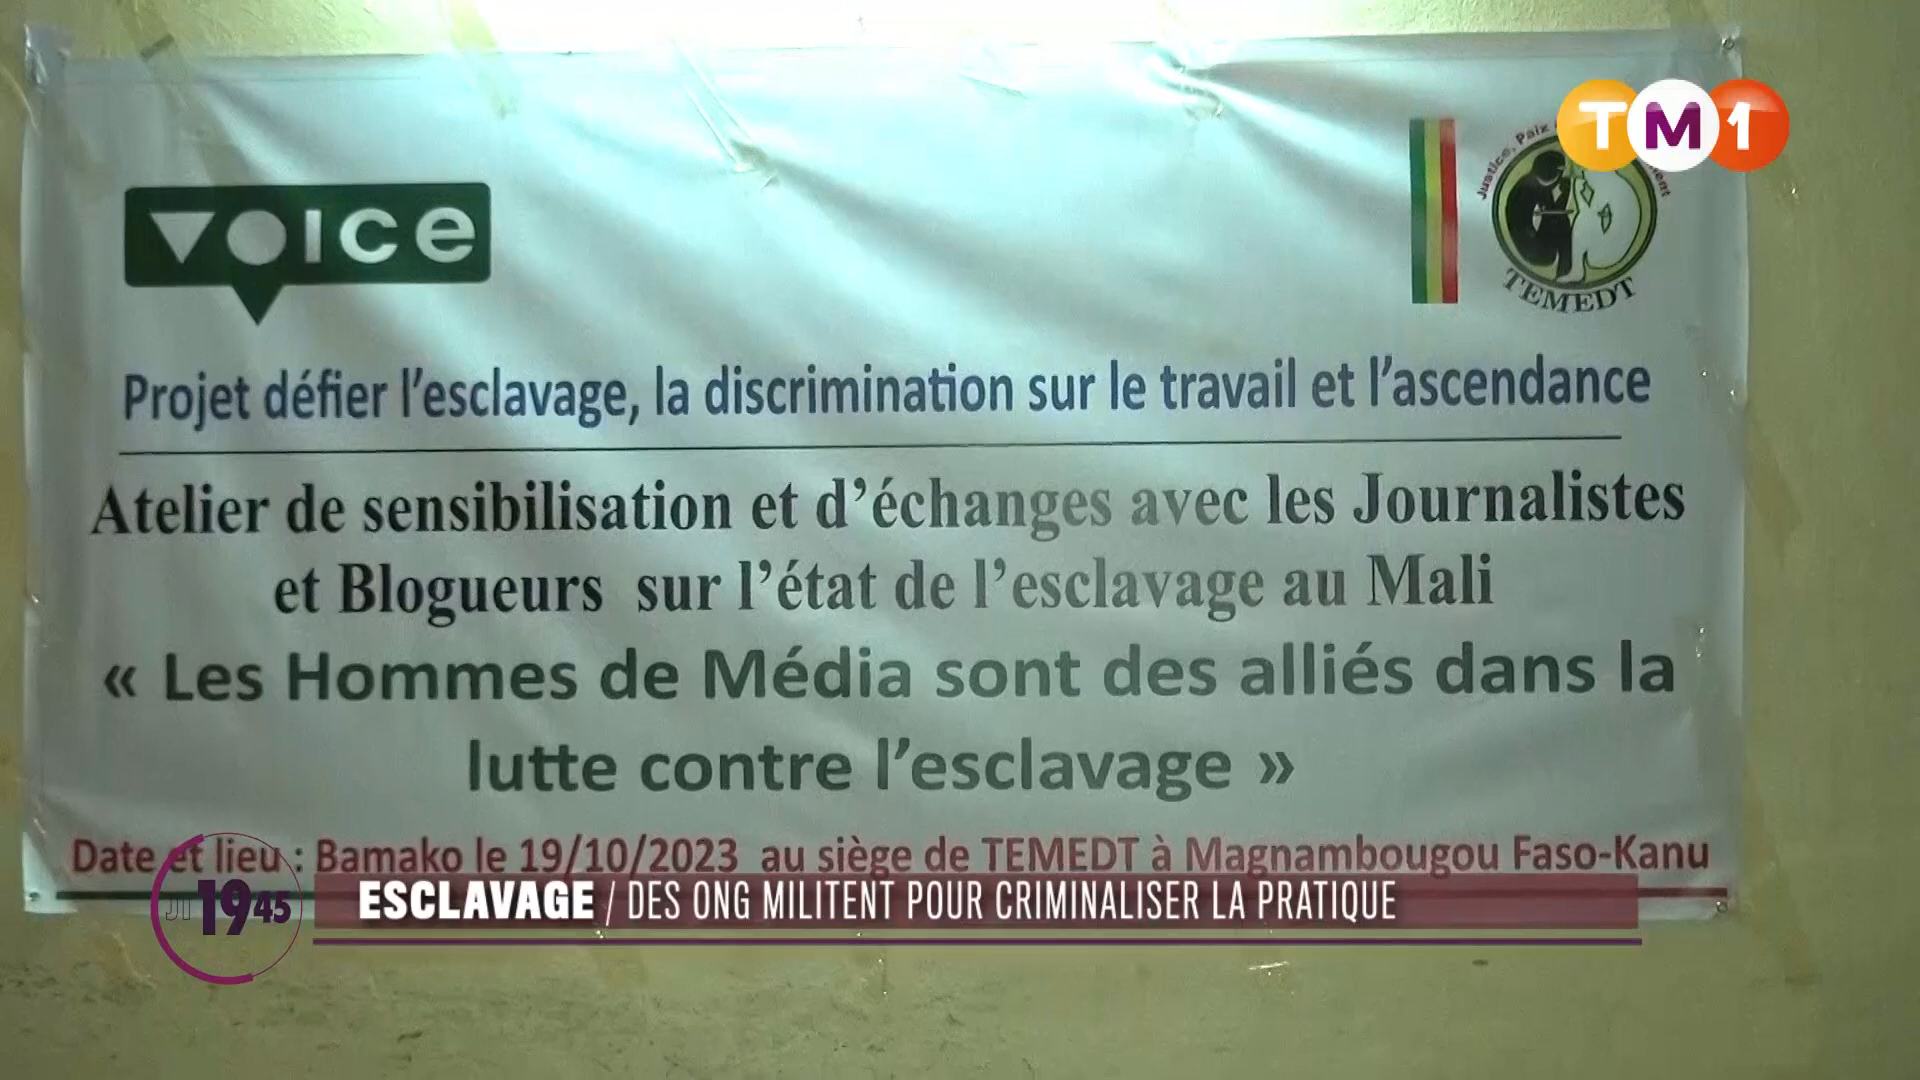 TM1
VOICE
Justice, Paix
TEMEDT
Projet défier l'esclavage, la discrimination sur le travail et l'ascendance
Atelier de sensibilisation et d'échanges avec les Journalistes
et Blogueurs sur l'état de l'esclavage au Mali
« Les Hommes de Média sont des alliés dans la
lutte contre l'esclavage »
Date et lieu : Bamako le 19/10/2023 au siège de TEMEDT à Magnambougou Faso-Kanu
JT 19 45
ESCLAVAGE / DES ONG MILITENT POUR CRIMINALISER LA PRATIQUE